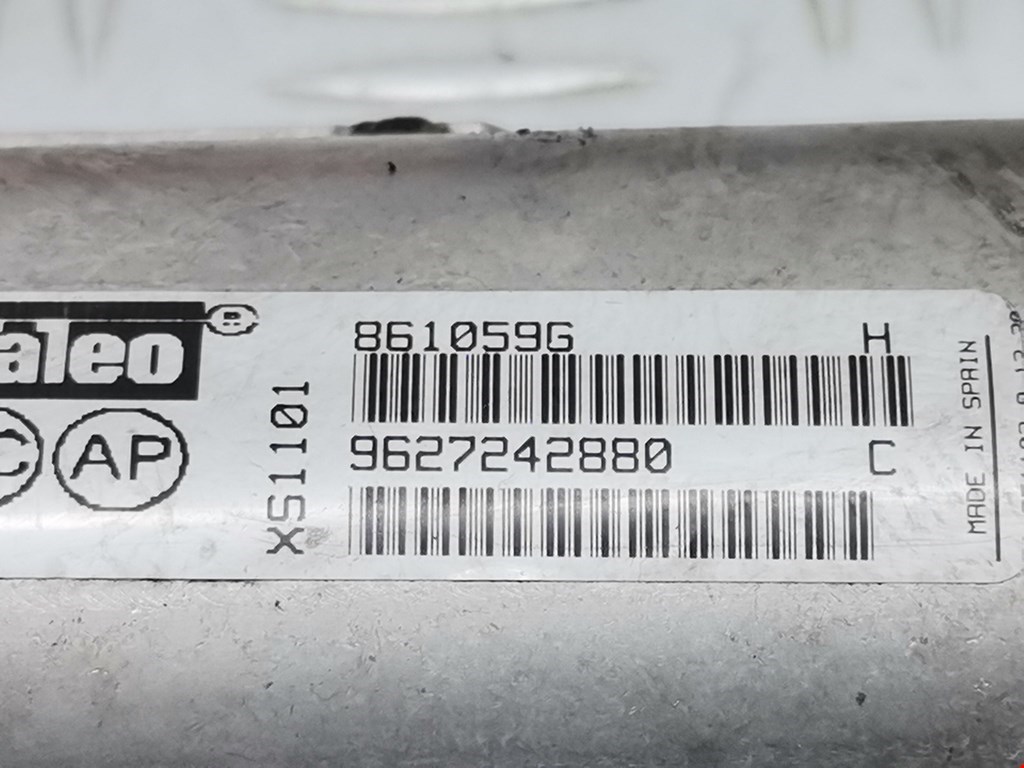 aleo ®
861059G H
9627242880 C
XS1101
C AP
MADE IN SPAIN